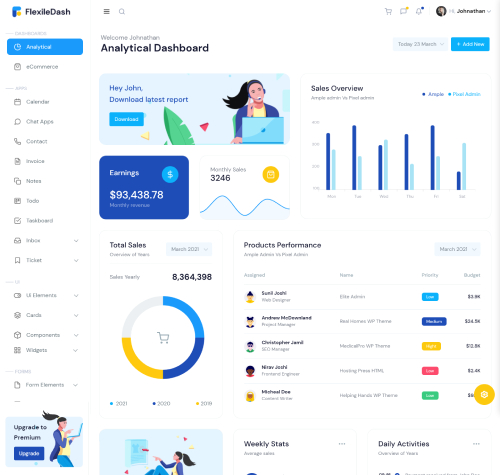 FlexileDash
Hi, Johnathan
DASHBOARDS
Analytical
eCommerce
APPS
Calendar
Chat Apps
Contact
Invoice
Notes
Todo
Taskboard
Inbox
Ticket
UI
UI Elements
Cards
Components
Widgets
FORMS
Form Elements
Upgrade to
Premium
Upgrade
Welcome Johnathan
Analytical Dashboard
Today 23 March
+ Add New
Hey John,
Download latest report
Download
Sales Overview
Ample admin Vs Pixel admin
Ample
Pixel Admin
Mon Tue Wed Thu Fri Sat
Earnings
$93,438.78
Monthly revenue
Monthly Sales
3246
Total Sales
Overview of Years
March 2021
Sales Yearly
8,364,398
2021
2020
2019
Products Performance
Ample Admin Vs Pixel Admin
March 2021
Assigned Name Priority Budget
Sunil Joshi
Web Designer
Elite Admin
Low
$3.9K
Andrew McDownland
Project Manager
Real Homes WP Theme
Medium
$24.5K
Christopher Jamil
SEO Manager
MedicalPro WP Theme
$12.8K
Nirav Joshi
Frontend Engineer
Hosting Press HTML
Low
$2.4K
Micheal Doe
Content Writer
Helping Hands WP Theme
Weekly Stats
Average sales
Daily Activities
Overview of Years